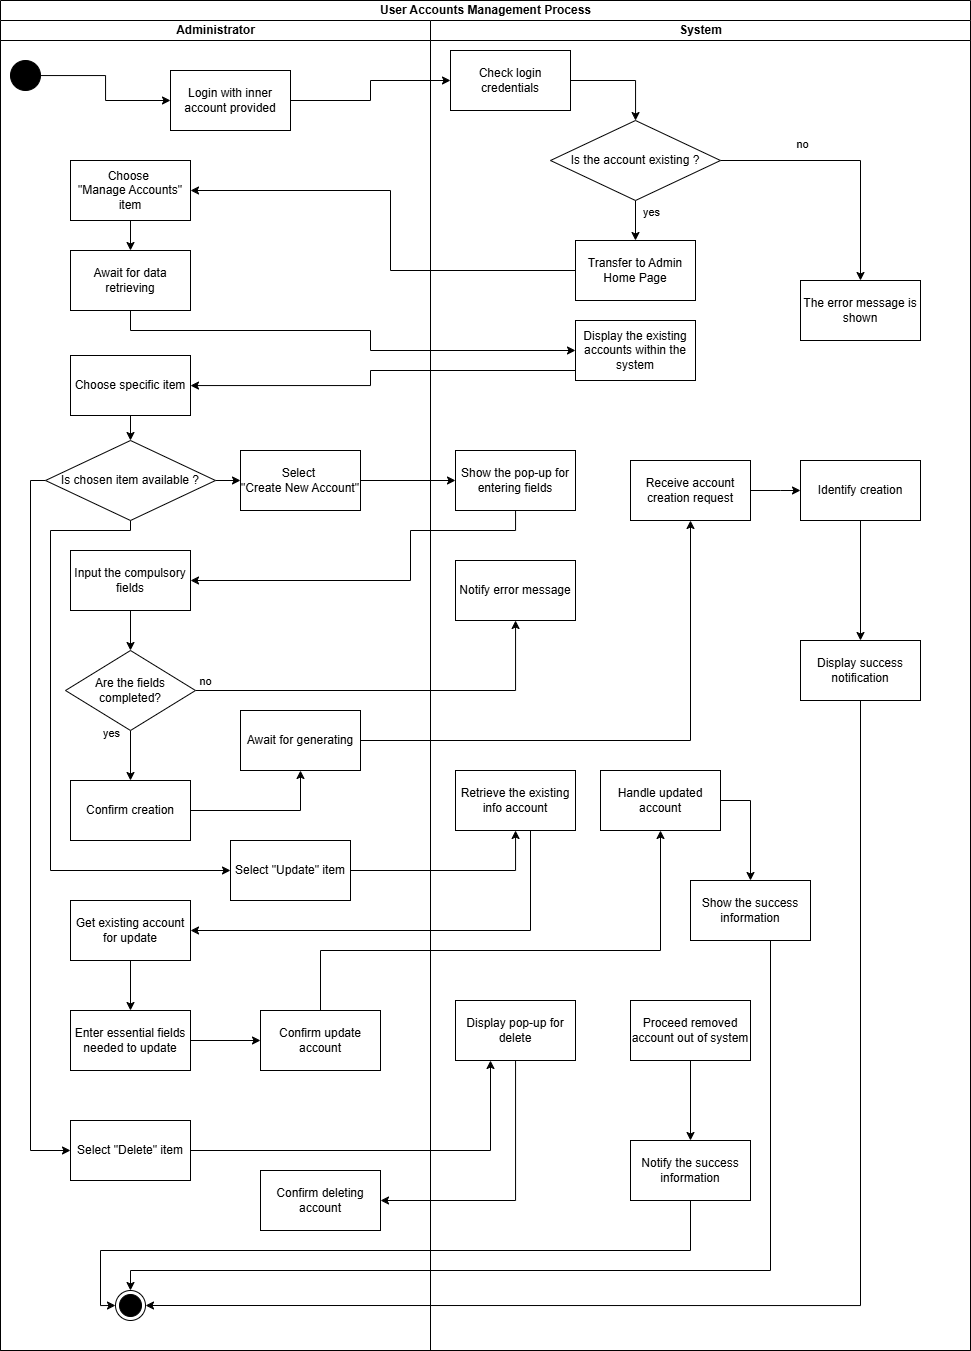 User Accounts Management Process
Administrator
System
Login with inner
account provided
Check login
credentials
Is the account existing ?
no
yes
Choose
"Manage Accounts"
item
Transfer to Admin
Home Page
Await for data
retrieving
The error message is
shown
Display the existing
accounts within the
system
Choose specific item
Is chosen item available ?
Select
"Create New Account"
Show the pop-up for
entering fields
Receive account
creation request
Identify creation
Input the compulsory
fields
Notify error message
Are the fields
completed?
no
yes
Display success
notification
Await for generating
Confirm creation
Retrieve the existing
info account
Handle updated
account
Select "Update" item
Get existing account
for update
Show the success
information
Enter essential fields
needed to update
Confirm update
account
Display pop-up for
delete
Proceed removed
account out of system
Select "Delete" item
Notify the success
information
Confirm deleting
account